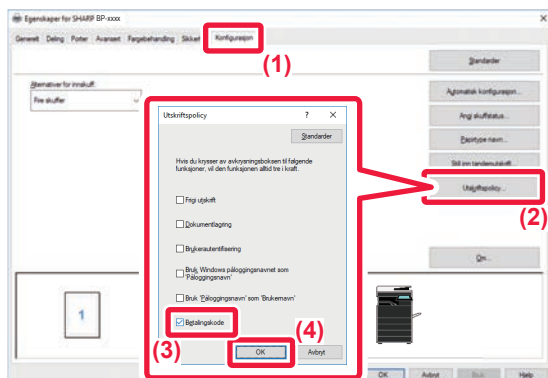 Egenskaper for SHARP BP-xxxx
Generelt Deling Porter Avansert Fargebehandling Sikkerhet Konfigurasjon
(1)
Standarder
Alternativer for innskuff:
Fire skuffer
Automatisk konfigurasjon...
Angi skuffstatus...
Papirtype navn...
Still inn tandemutskrift...
Utskriftspolicy...
(2)
Om...
Utskriftspolicy ? ×
Standarder
Hvis du krysser av avkryssningsboksen til følgende
funksjoner, vil den funksjonen alltid tre i kraft.
Frigi utskrift
Dokumentlagring
Brukerautentifisering
Bruk Windows påloggingsnavnet som
'Påloggingsnavn'
Bruk 'Påloggingsnavn' som 'Brukernavn'
Betalingskode
(3)
(4)
OK Avbryt
1
OK Avbryt Bruk Hjelp